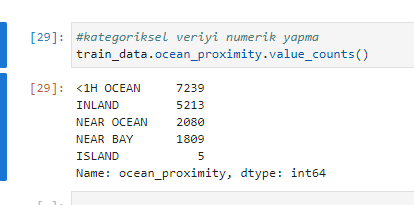 [29]: #kategoriksel veriyi numerik yapma
train_data.ocean_proximity.value_counts()
[29]: <1H OCEAN     7239
INLAND        5213
NEAR OCEAN    2080
NEAR BAY      1809
ISLAND           5
Name: ocean_proximity, dtype: int64